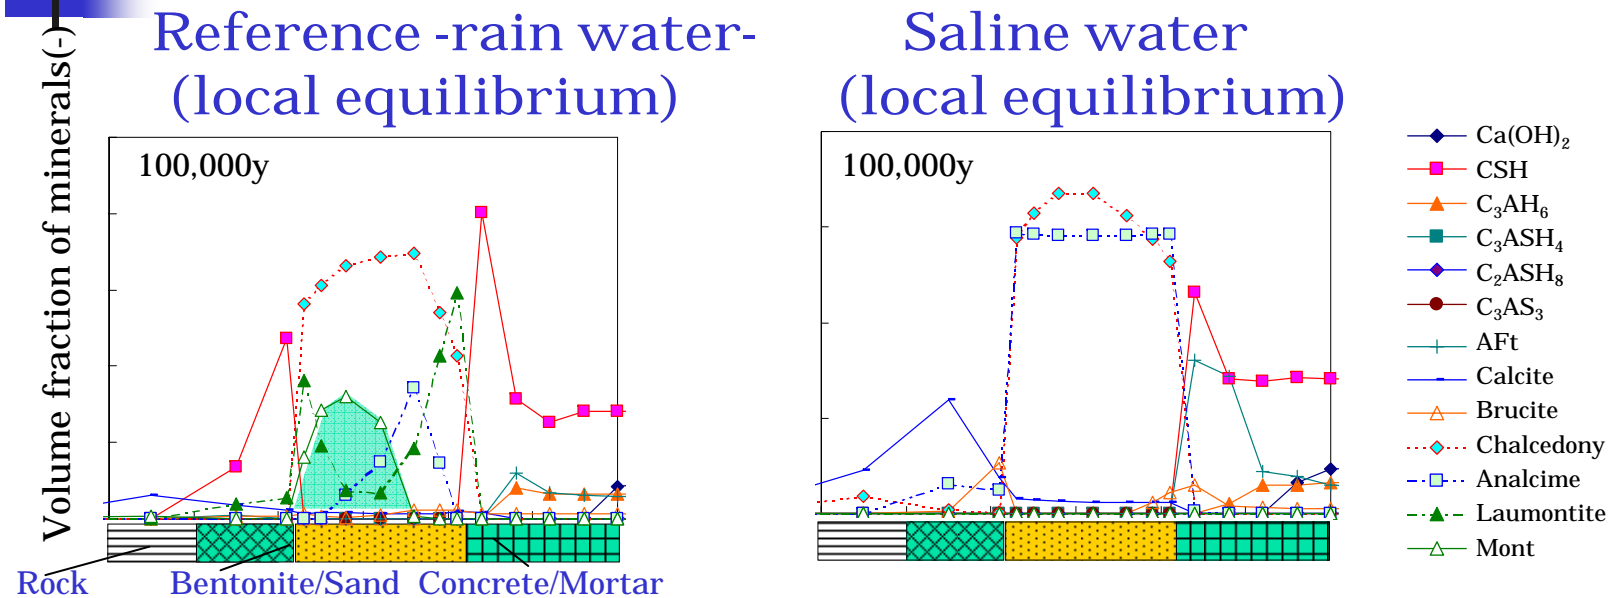 Reference -rain water-
(local equilibrium)
Saline water
(local equilibrium)
Volume fraction of minerals(-)
100,000y
100,000y
Ca(OH)₂
CSH
C₃AH₆
C₃ASH₄
C₂ASH₈
C₃AS₃
AFt
Calcite
Brucite
Chalcedony
Analcime
Laumontite
Mont
Rock
Bentonite/Sand
Concrete/Mortar